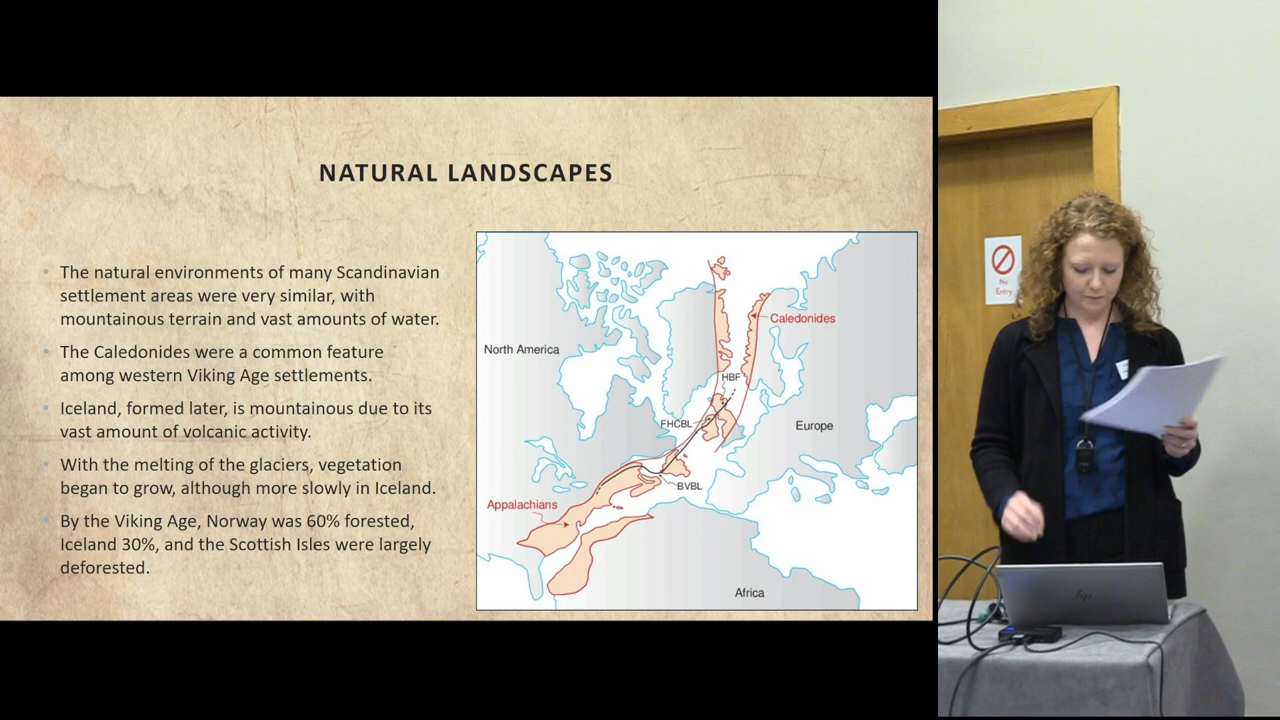 NATURAL LANDSCAPES
The natural environments of many Scandinavian
settlement areas were very similar, with
mountainous terrain and vast amounts of water.
The Caledonides were a common feature
among western Viking Age settlements.
Iceland, formed later, is mountainous due to its
vast amount of volcanic activity.
With the melting of the glaciers, vegetation
began to grow, although more slowly in Iceland.
By the Viking Age, Norway was 60% forested,
Iceland 30%, and the Scottish Isles were largely
deforested.
Caledonides
North America
HBF
FHCBL
Europe
BVBL
Appalachians
Africa
No
Entry
hp